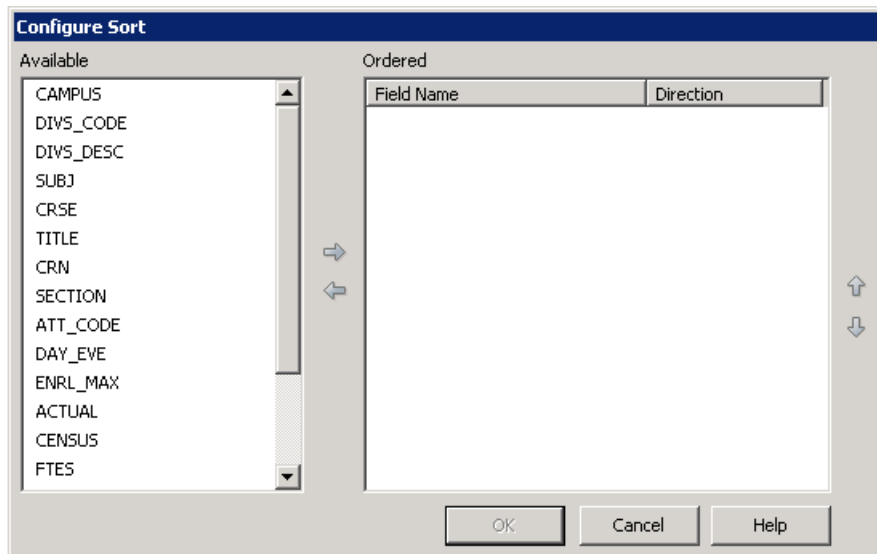 Configure Sort
Available
CAMPUS
DIVS_CODE
DIVS_DESC
SUBJ
CRSE
TITLE
CRN
SECTION
ATT_CODE
DAY_EVE
ENRL_MAX
ACTUAL
CENSUS
FTES
Ordered
Field Name Direction
OK Cancel Help